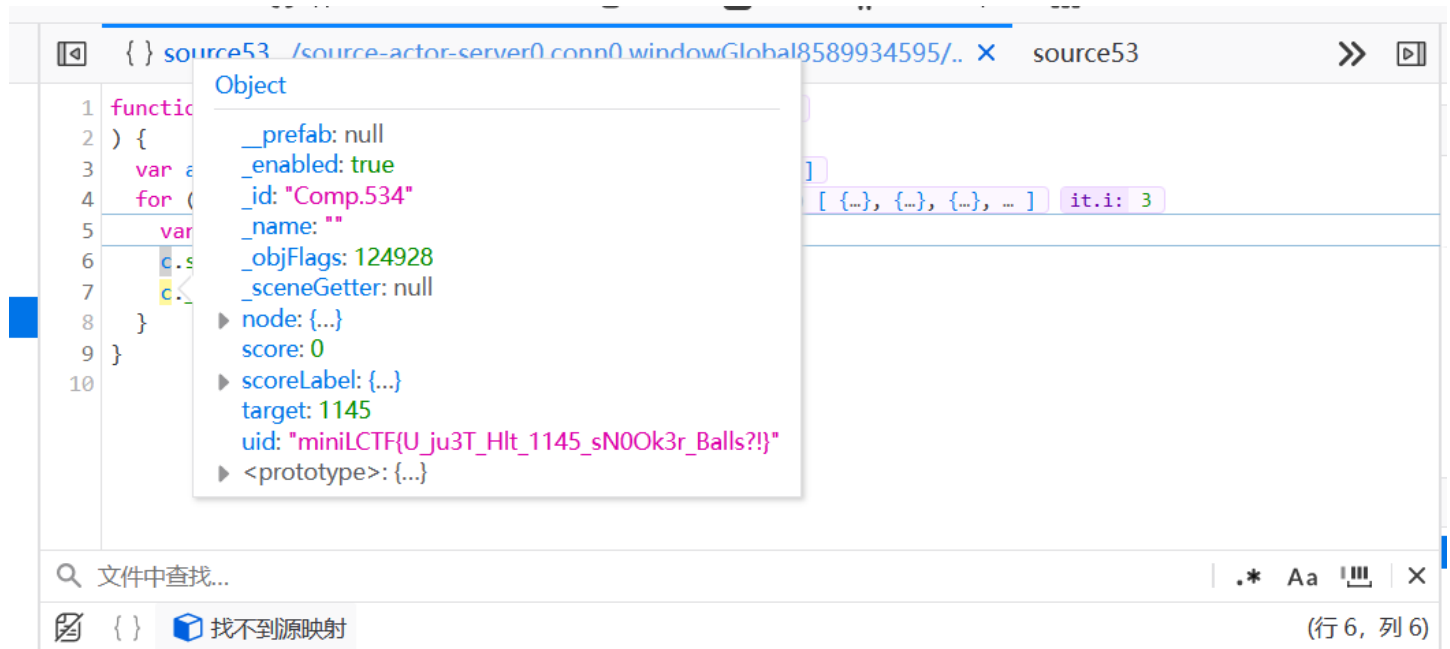 { } source53 .../source-actor-server0.conn0.windowGlobal8589934595/.. × source53
Object
1 functio
2 ) {
3 var a ]
4 for ( ) [ {…}, {…}, {…}, … ] it.i: 3
5 var
6 c.s
7 c._
8 }
9 }
10
__prefab: null
_enabled: true
_id: "Comp.534"
_name: ""
_objFlags: 124928
_sceneGetter: null
node: {…}
score: 0
scoreLabel: {…}
target: 1145
uid: "miniLCTF{U_ju3T_HIt_1145_sN0Ok3r_Balls?!}"
<prototype>: {…}
文件中查找... .* Aa ×
{ } 找不到源映射 (行 6, 列 6)